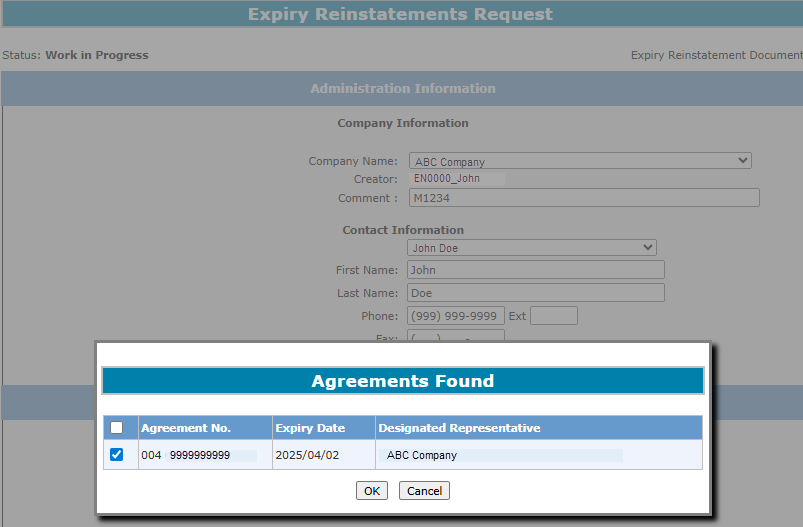 Expiry Reinstatements Request
Status: Work in Progress Expiry Reinstatement Document
Administration Information
Company Information
Company Name: ABC Company
Creator: EN0000_John
Comment : M1234
Contact Information
John Doe
First Name: John
Last Name: Doe
Phone: (999) 999-9999 Ext
Fax: ( ) -
Agreements Found
Agreement No. Expiry Date Designated Representative
004 9999999999 2025/04/02 ABC Company
OK Cancel